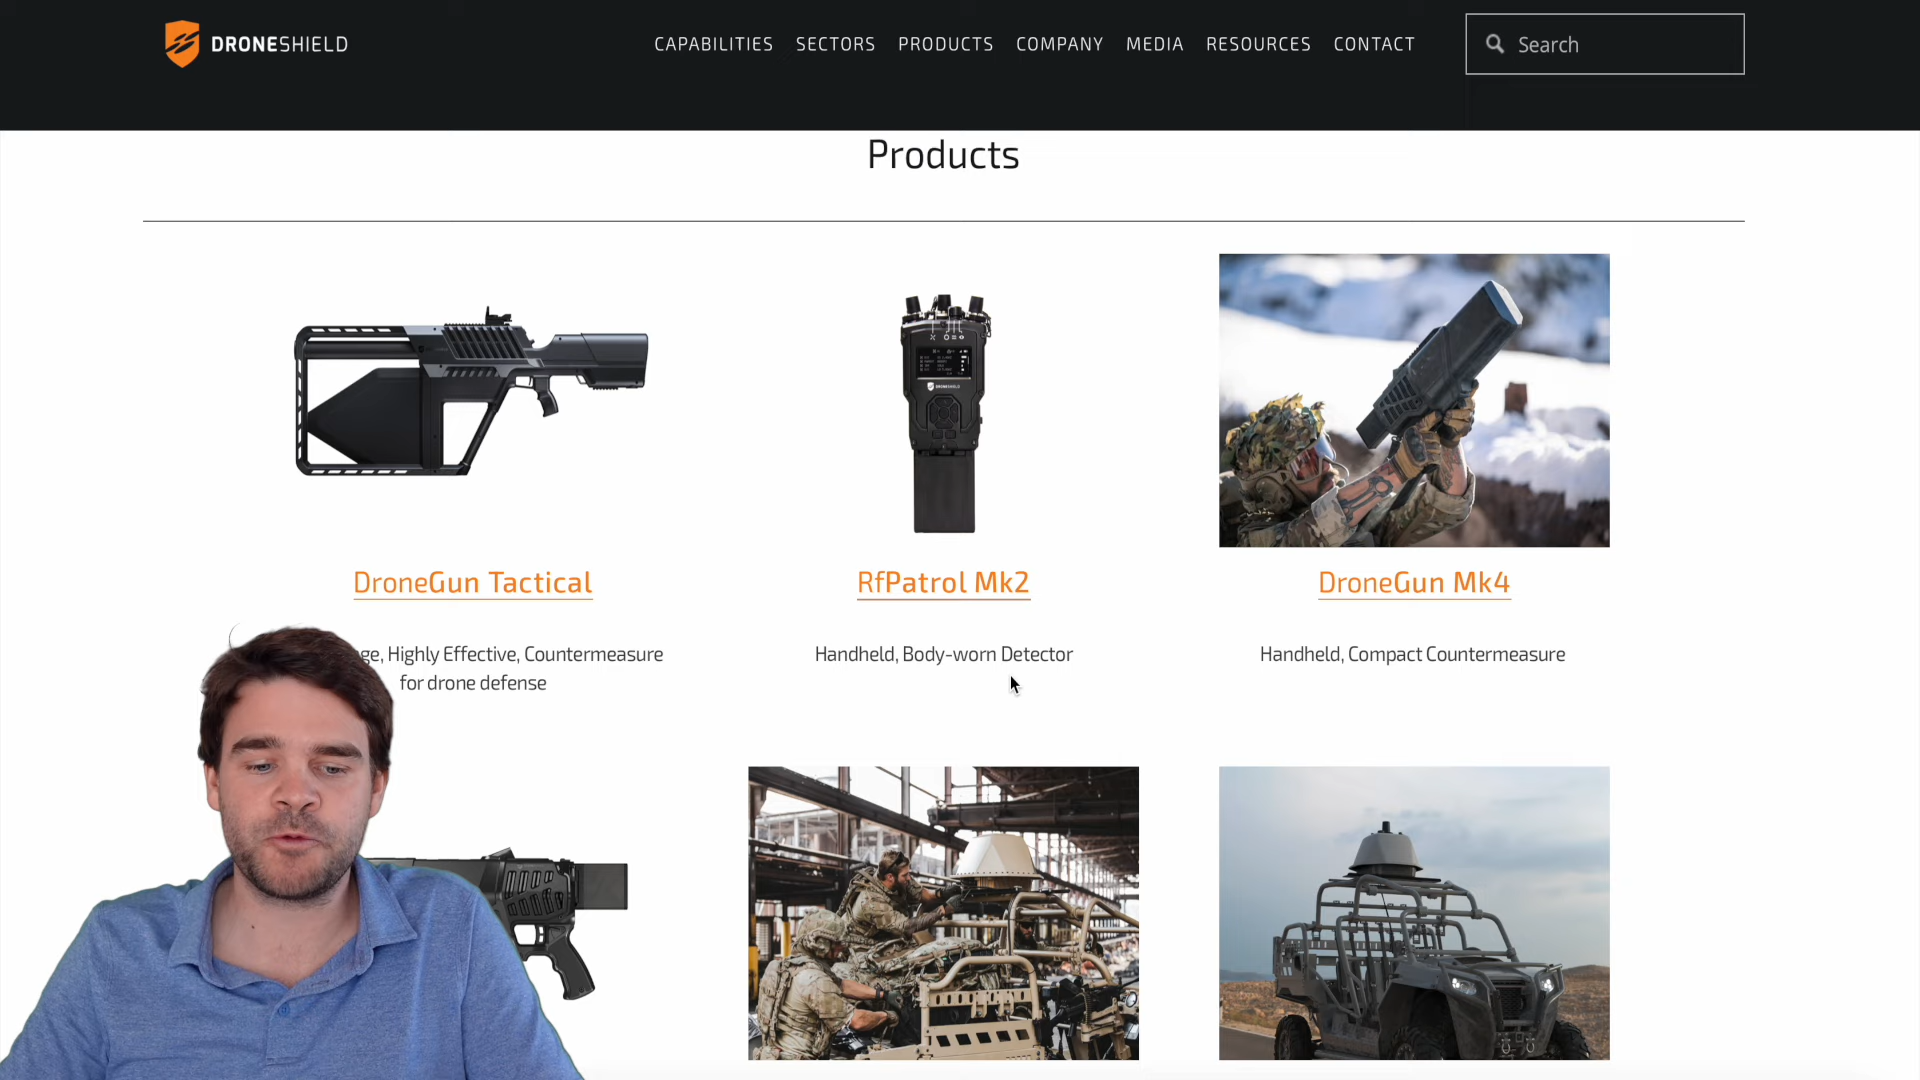 DRONESHIELD
CAPABILITIES SECTORS PRODUCTS COMPANY MEDIA RESOURCES CONTACT
Search
Products
DroneGun Tactical
RfPatrol Mk2
DroneGun Mk4
Highly Effective, Countermeasure
for drone defense
Handheld, Body-worn Detector
Handheld, Compact Countermeasure
DRONESHIELD